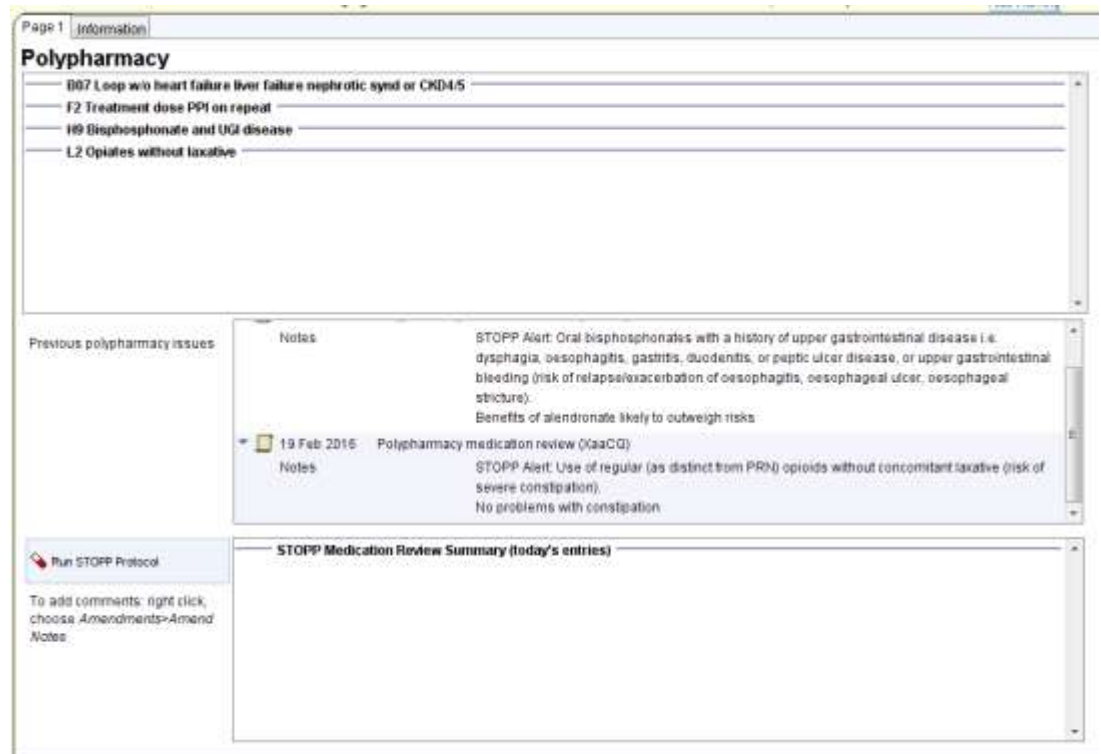 Page 1 Information
Polypharmacy
B07 Loop w/o heart failure liver failure nephrotic synd or CKD4/5
F2 Treatment dose PPI on repeat
H9 Bisphosphonate and UGI disease
L2 Opiates without laxative
Previous polypharmacy issues
Notes STOPP Alert: Oral bisphosphonates with a history of upper gastrointestinal disease i.e.
dysphagia, oesophagitis, gastritis, duodenitis, or peptic ulcer disease, or upper gastrointestinal
bleeding (risk of relapse/exacerbation of oesophagitis, oesophageal ulcer, oesophageal
stricture).
Benefits of alendronate likely to outweigh risks
19 Feb 2016 Polypharmacy medication review (XaaCG)
Notes STOPP Alert: Use of regular (as distinct from PRN) opioids without concomitant laxative (risk of
severe constipation).
No problems with constipation
Run STOPP Protocol
STOPP Medication Review Summary (today's entries)
To add comments: right click,
choose Amendments>Amend
Notes